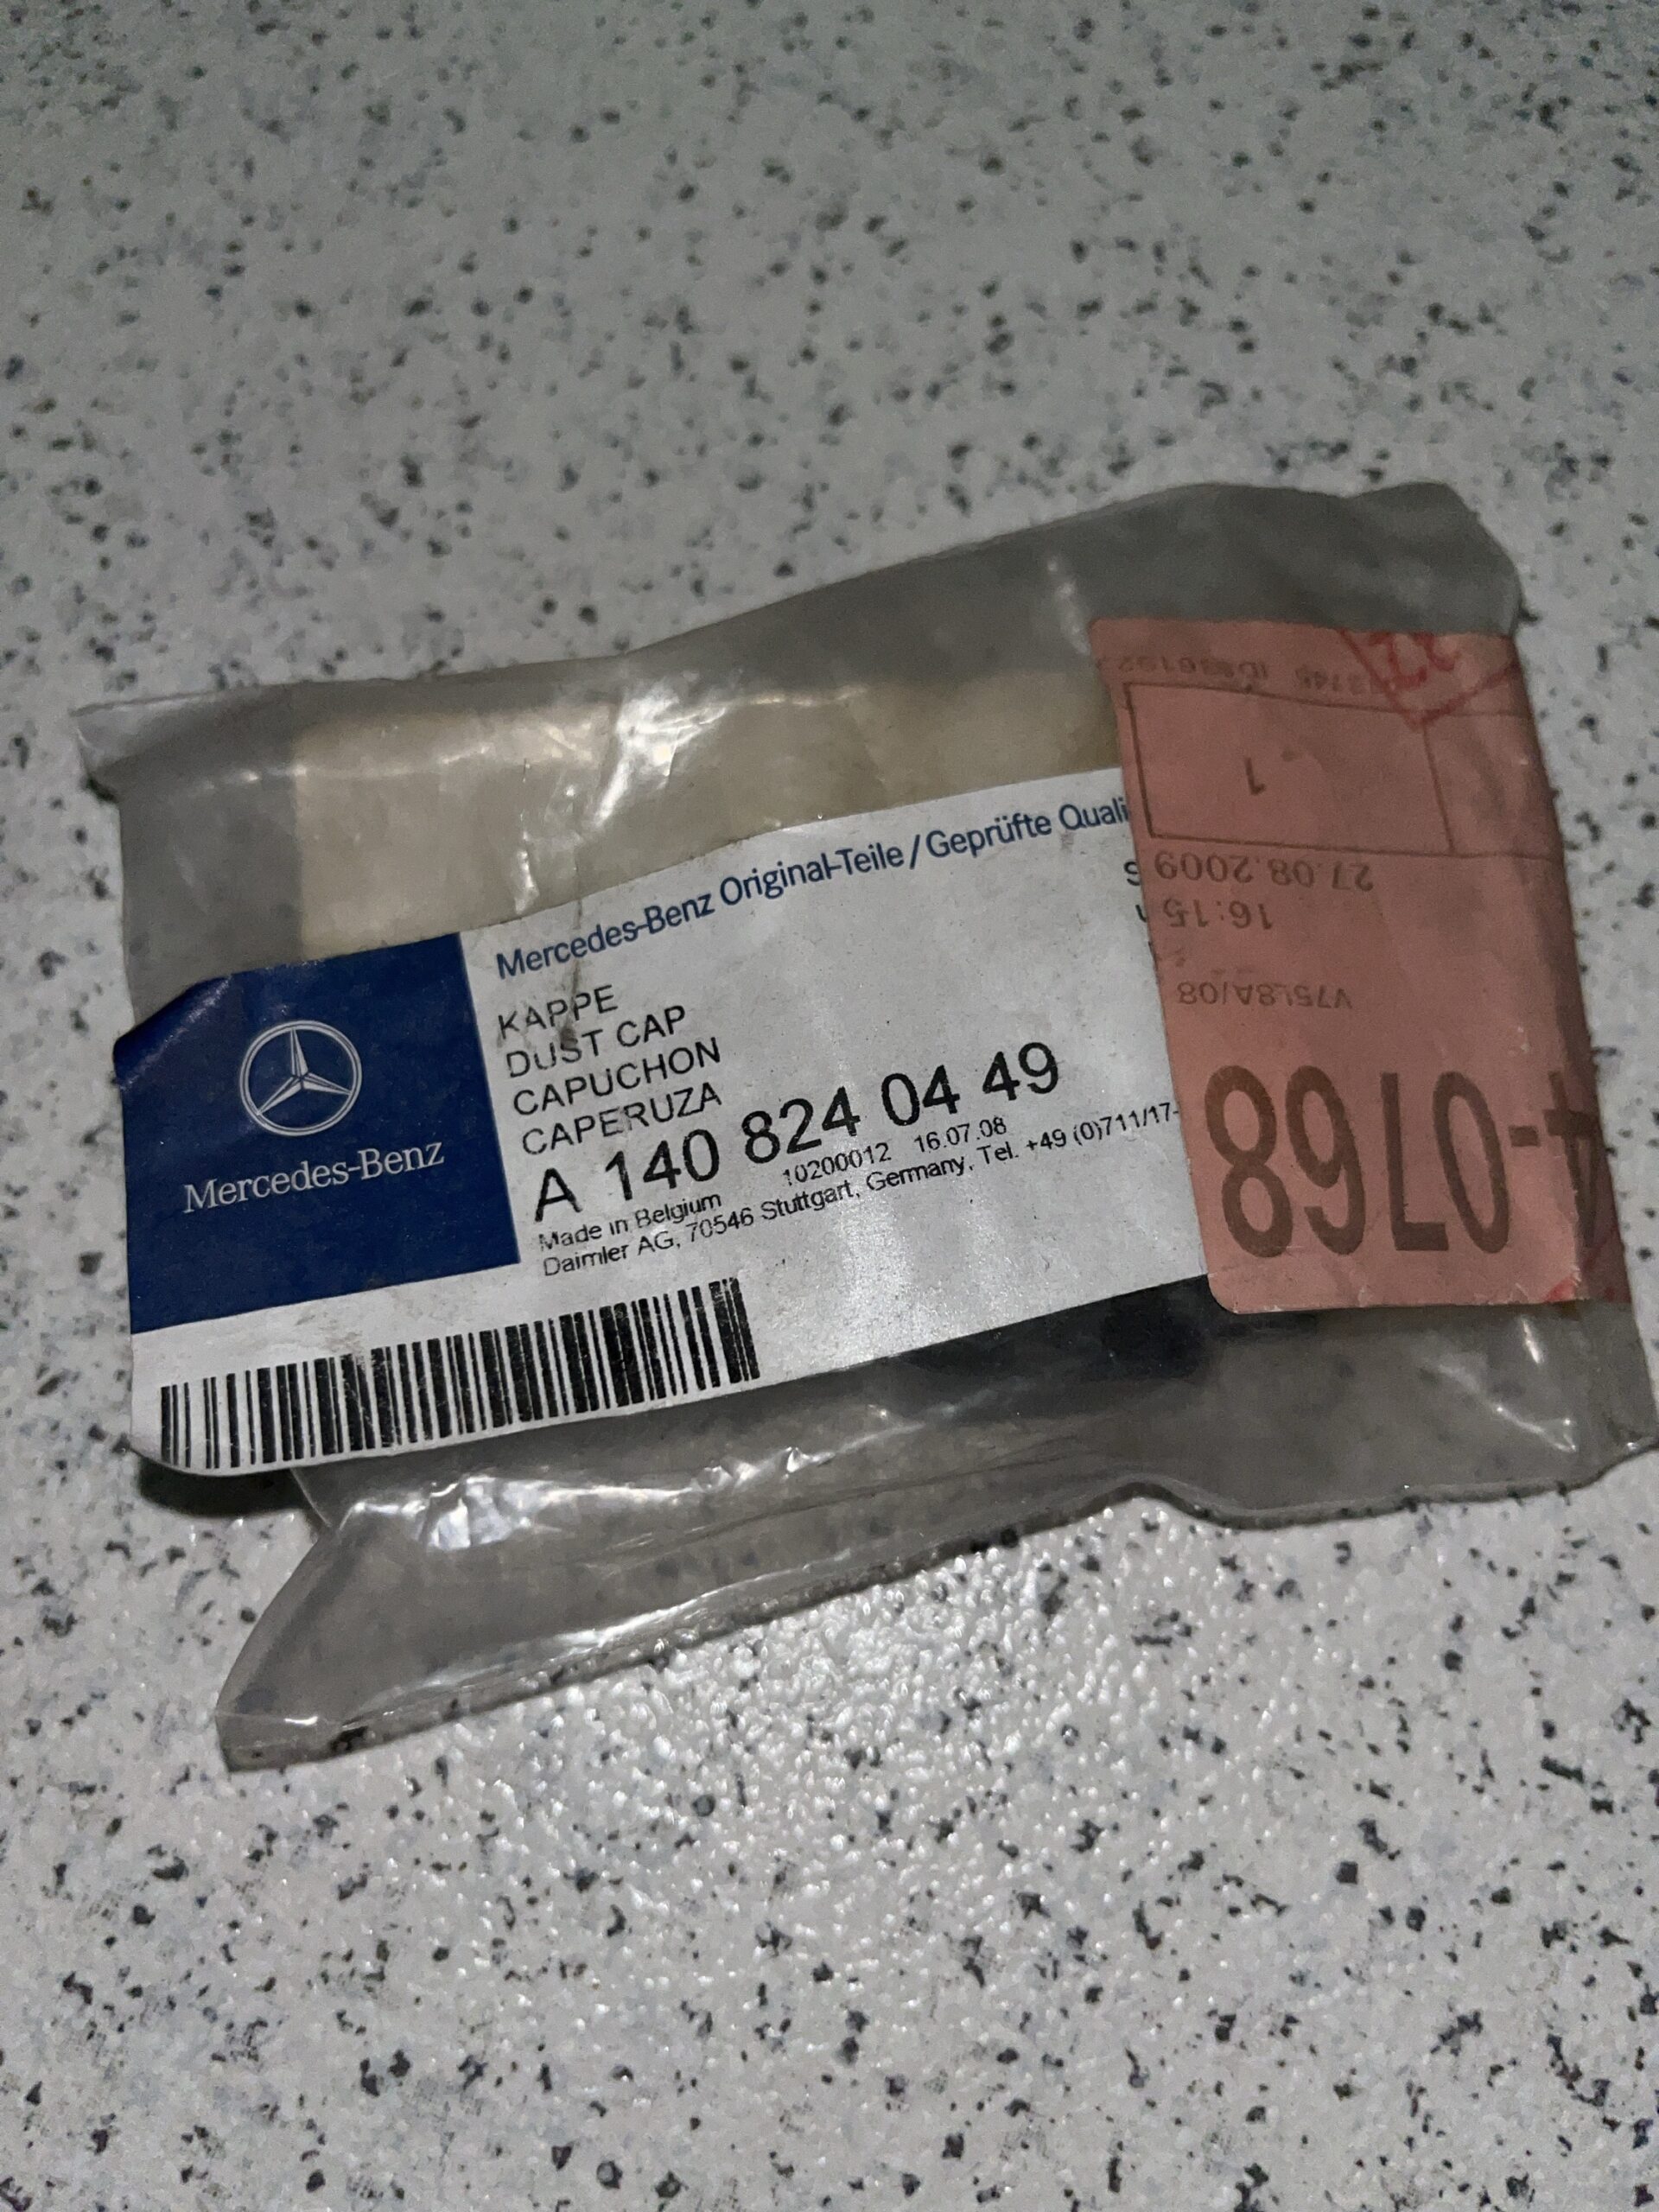 Mercedes-Benz Original-Teile / Geprüfte Quali
KAPPE
DUST CAP
CAPUCHON
CAPERUZA
A 140 824 04 49
10200012 16.07.08
Made in Belgium
Daimler AG, 70546 Stuttgart, Germany, Tel. +49 (0)711/17-
Mercedes-Benz
4-0768
V75L8A/08
16:15
27.08.2009
1